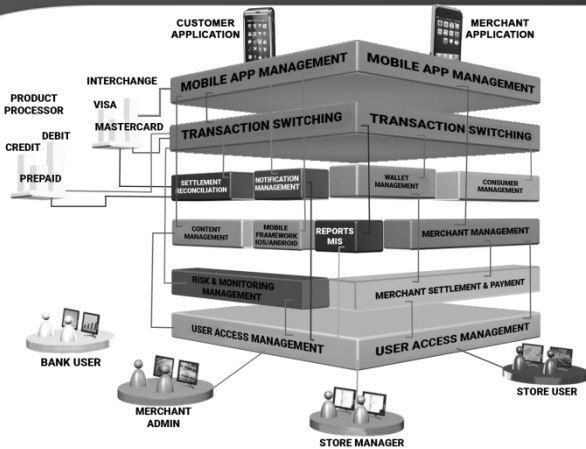 CUSTOMER
APPLICATION
MERCHANT
APPLICATION
MOBILE APP MANAGEMENT
MOBILE APP MANAGEMENT
INTERCHANGE
VISA
MASTERCARD
PRODUCT
PROCESSOR
DEBIT
CREDIT
PREPAID
TRANSACTION SWITCHING
TRANSACTION SWITCHING
SETTLEMENT
RECONCILIATION
NOTIFICATION
MANAGEMENT
WALLET
MANAGEMENT
CONSUMER
MANAGEMENT
CONTENT
MANAGEMENT
MOBILE
FRAMEWORK
IOS/ANDROID
REPORTS
MIS
MERCHANT MANAGEMENT
RISK & MONITORING
MANAGEMENT
MERCHANT SETTLEMENT & PAYMENT
USER ACCESS MANAGEMENT
USER ACCESS MANAGEMENT
BANK USER
MERCHANT
ADMIN
STORE MANAGER
STORE USER